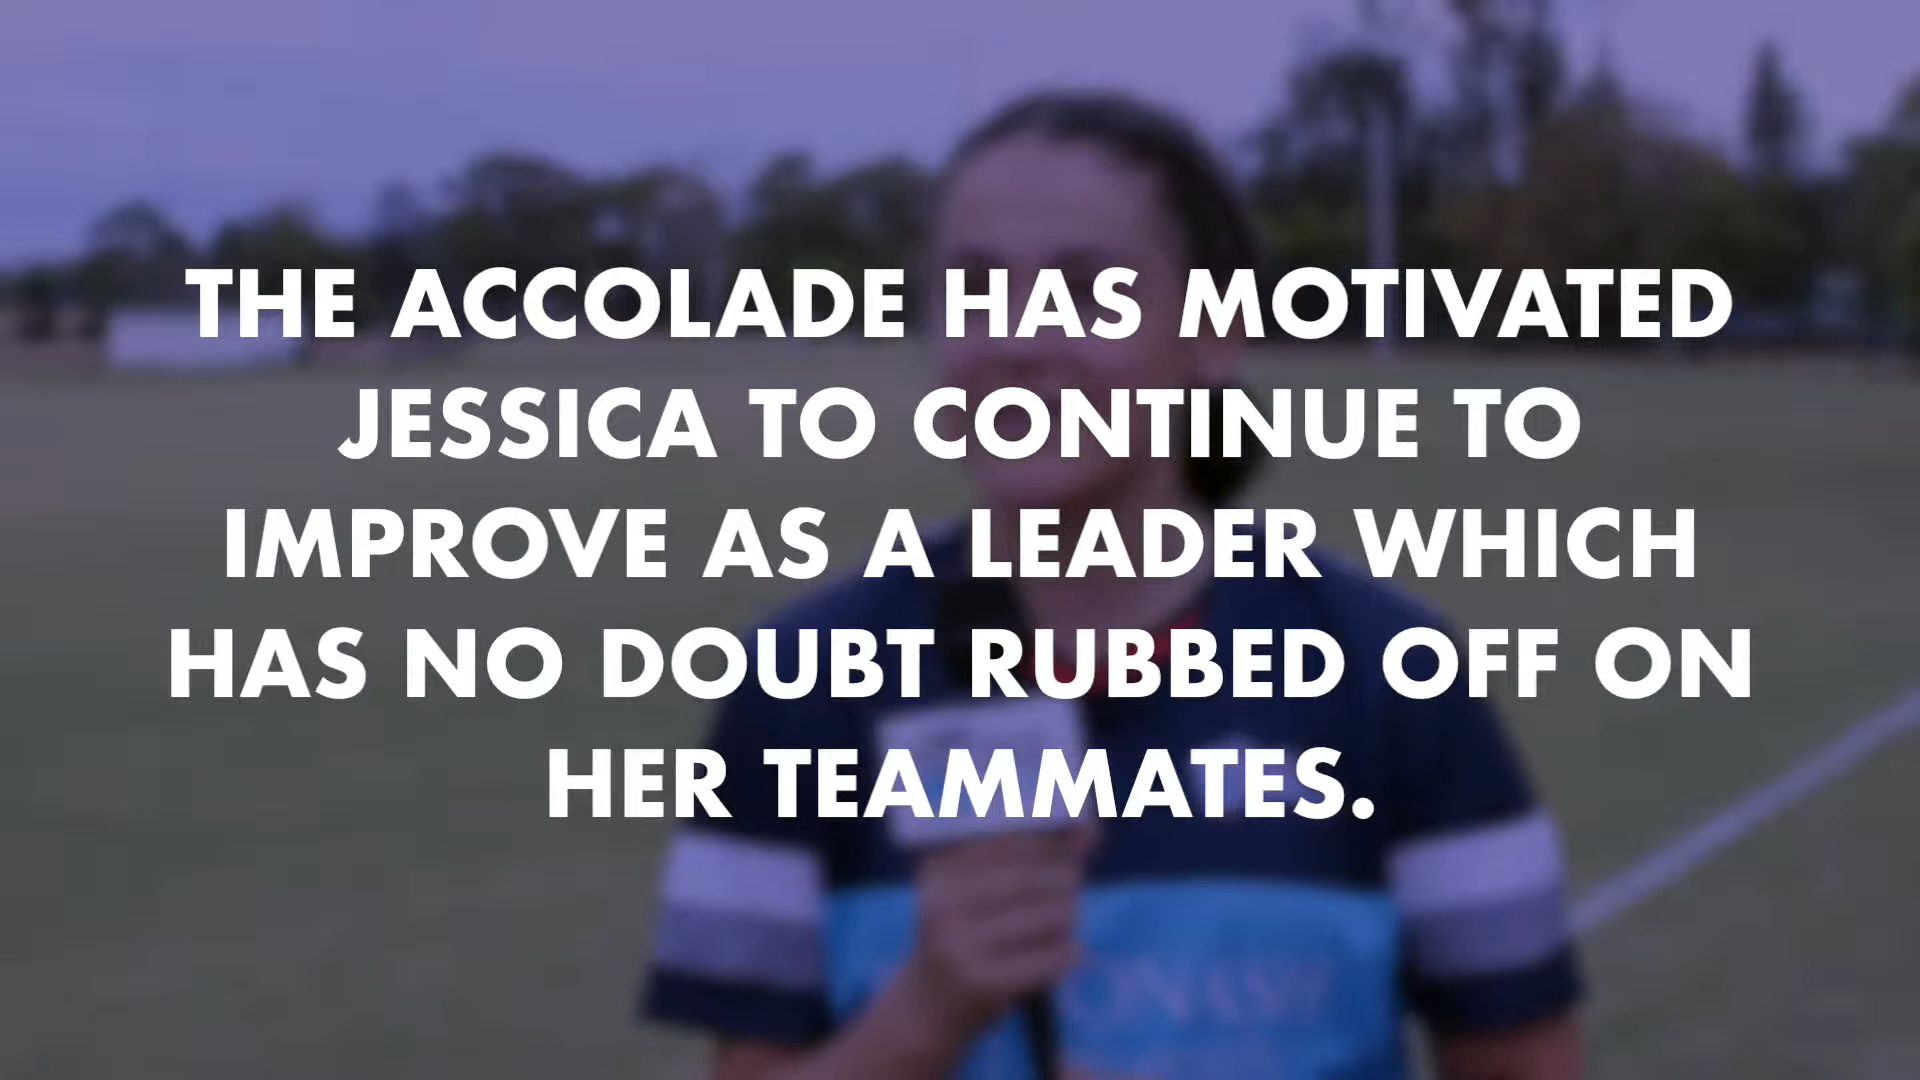 THE ACCOLADE HAS MOTIVATED
JESSICA TO CONTINUE TO
IMPROVE AS A LEADER WHICH
HAS NO DOUBT RUBBED OFF ON
HER TEAMMATES.